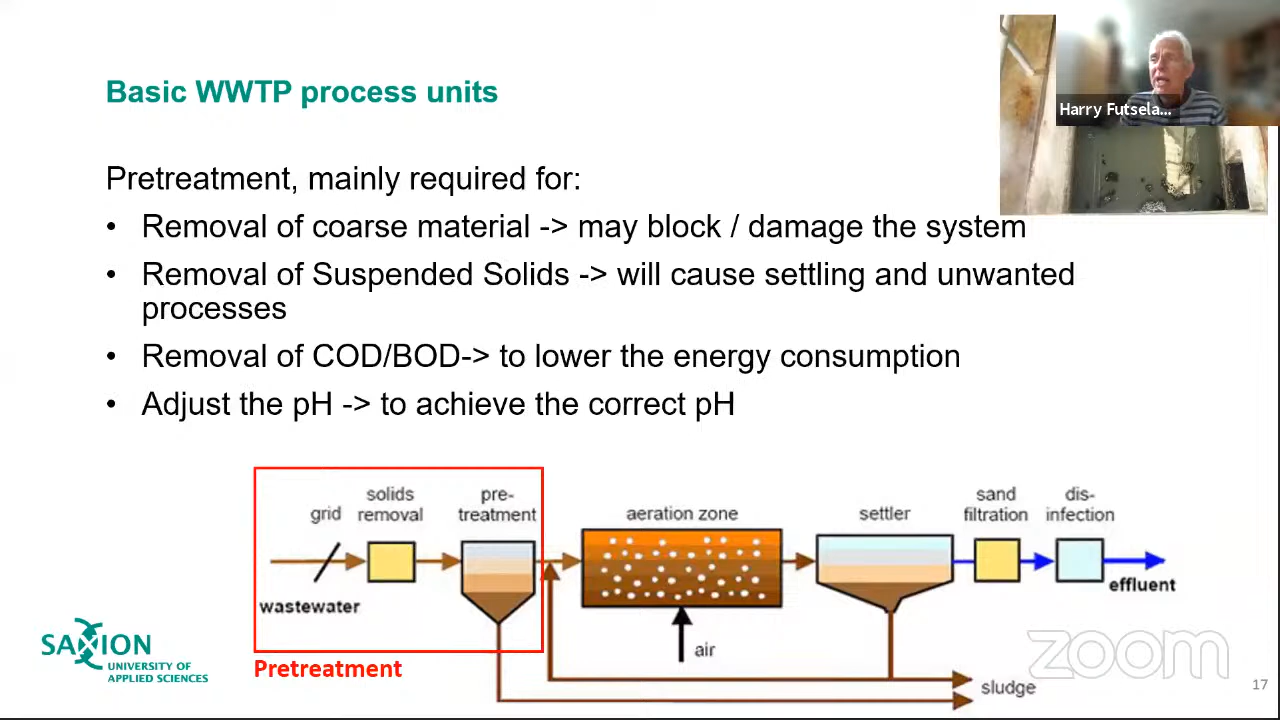 Basic WWTP process units
Harry Futsela...
Pretreatment, mainly required for:
• Removal of coarse material -> may block / damage the system
• Removal of Suspended Solids -> will cause settling and unwanted
processes
• Removal of COD/BOD-> to lower the energy consumption
• Adjust the pH -> to achieve the correct pH
grid
solids
removal
pre-
treatment
aeration zone
settler
sand
filtration
dis-
infection
wastewater
effluent
air
sludge
Pretreatment
SAXION
UNIVERSITY OF
APPLIED SCIENCES
zoom
17